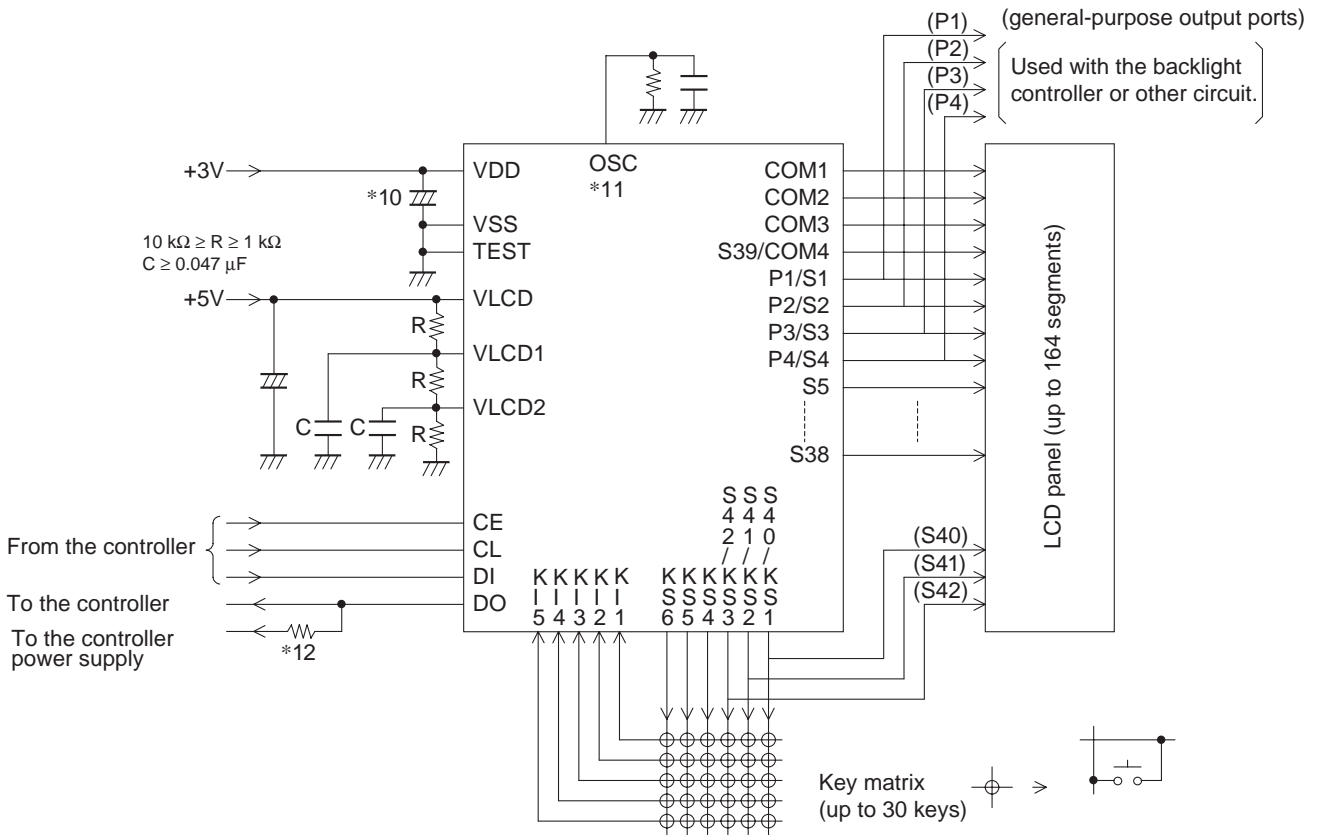 (P1)
(general-purpose output ports)
(P2)
(P3)
(P4)
Used with the backlight
controller or other circuit.
+3V
VDD
OSC
*11
COM1
*10
COM2
VSS
COM3
10 kΩ ≥ R ≥ 1 kΩ
C ≥ 0.047 µF
TEST
S39/COM4
P1/S1
+5V
VLCD
P2/S2
R
P3/S3
VLCD1
P4/S4
R
S5
VLCD2
C
C
R
S38
LCD panel (up to 164 segments)
From the controller
CE
CL
DI
To the controller
DO
To the controller
power supply
*12
KI5
KI4
KI3
KI2
KI1
KS6
KS5
KS4
S42/KS3
S41/KS2
S40/KS1
(S40)
(S41)
(S42)
Key matrix
(up to 30 keys)